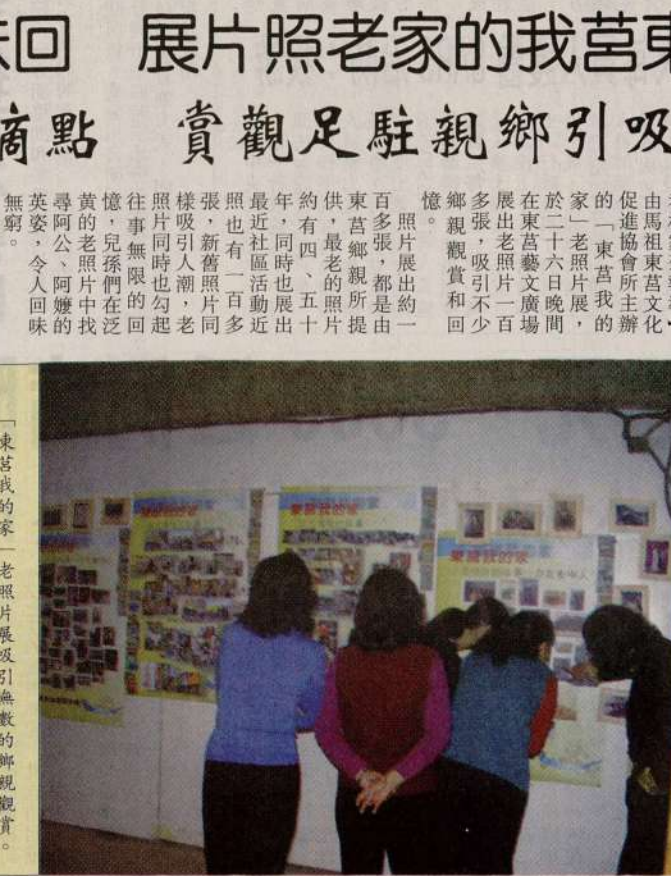 東莒我的家老照片展 回
吸引鄉親駐足觀賞 點滴
由馬祖東莒文化
促進協會所主辦
的「東莒我的
家」老照片展，
於二十六日晚間
在東莒藝文廣場
展出老照片一百
多張，吸引不少
鄉親觀賞和回
憶。
照片展出約一
百多張，都是由
東莒鄉親所提
供，最老的照片
約有四、五十
年，同時也展出
最近社區活動近
照也有一百多
張，新舊照片同
樣吸引人潮，老
照片同時也勾起
往事無限的回
憶，兒孫們在泛
黃的老照片中找
尋阿公、阿嬤的
英姿，令人回味
無窮。
「東莒我的家」老照片展吸引無數的鄉親觀賞。
東莒我的家
東莒我的家